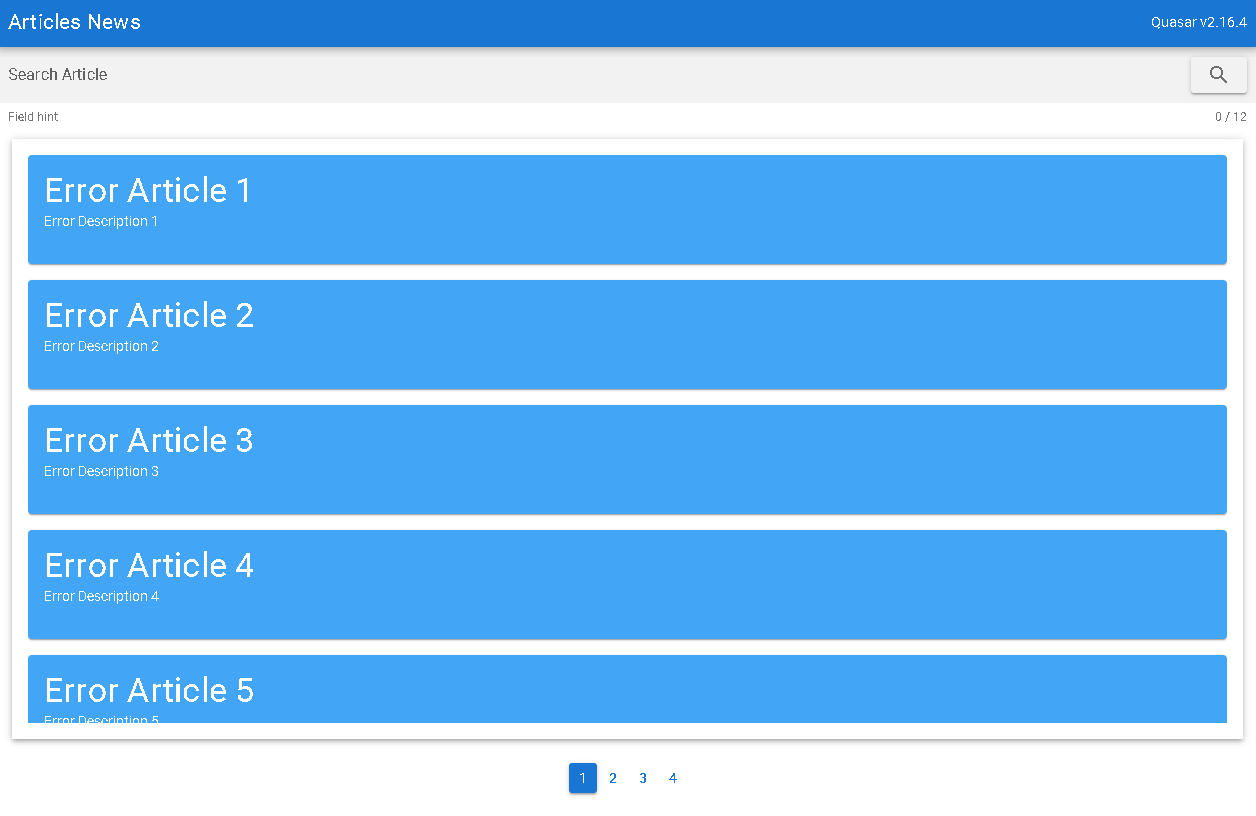 Articles News
Quasar v2.16.4
Search Article
Field hint
0 / 12
Error Article 1
Error Description 1
Error Article 2
Error Description 2
Error Article 3
Error Description 3
Error Article 4
Error Description 4
Error Article 5
Error Description 5
1 2 3 4